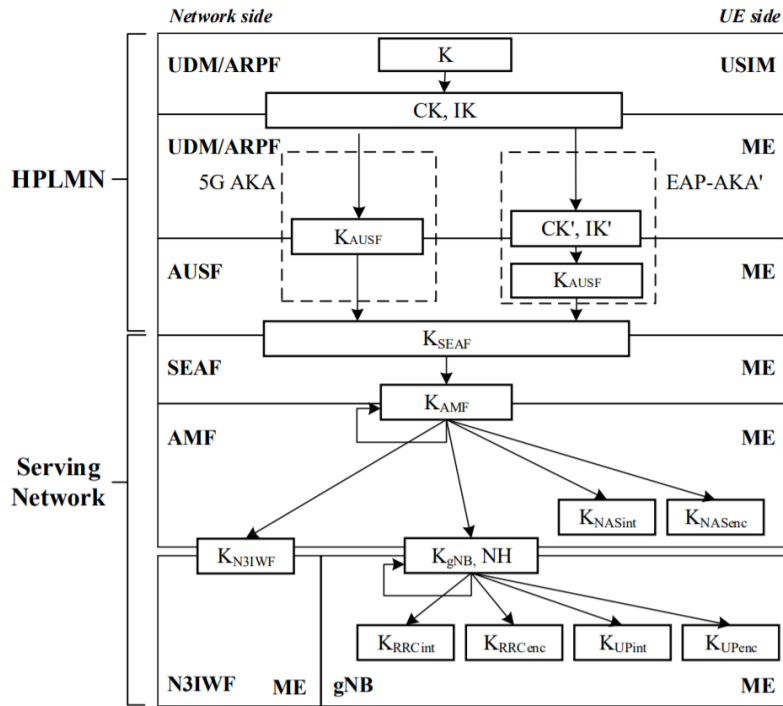 Network side
UE side
UDM/ARPF
K
USIM
CK, IK
UDM/ARPF
ME
HPLMN
5G AKA
EAP-AKA'
KAUSF
CK', IK'
AUSF
KAUSF
ME
KSEAF
SEAF
ME
KAMF
AMF
ME
Serving
Network
KNASint
KNASenc
KN3IWF
KgNB, NH
KRRCint
KRRCenc
KUPint
KUPenc
N3IWF
ME
gNB
ME